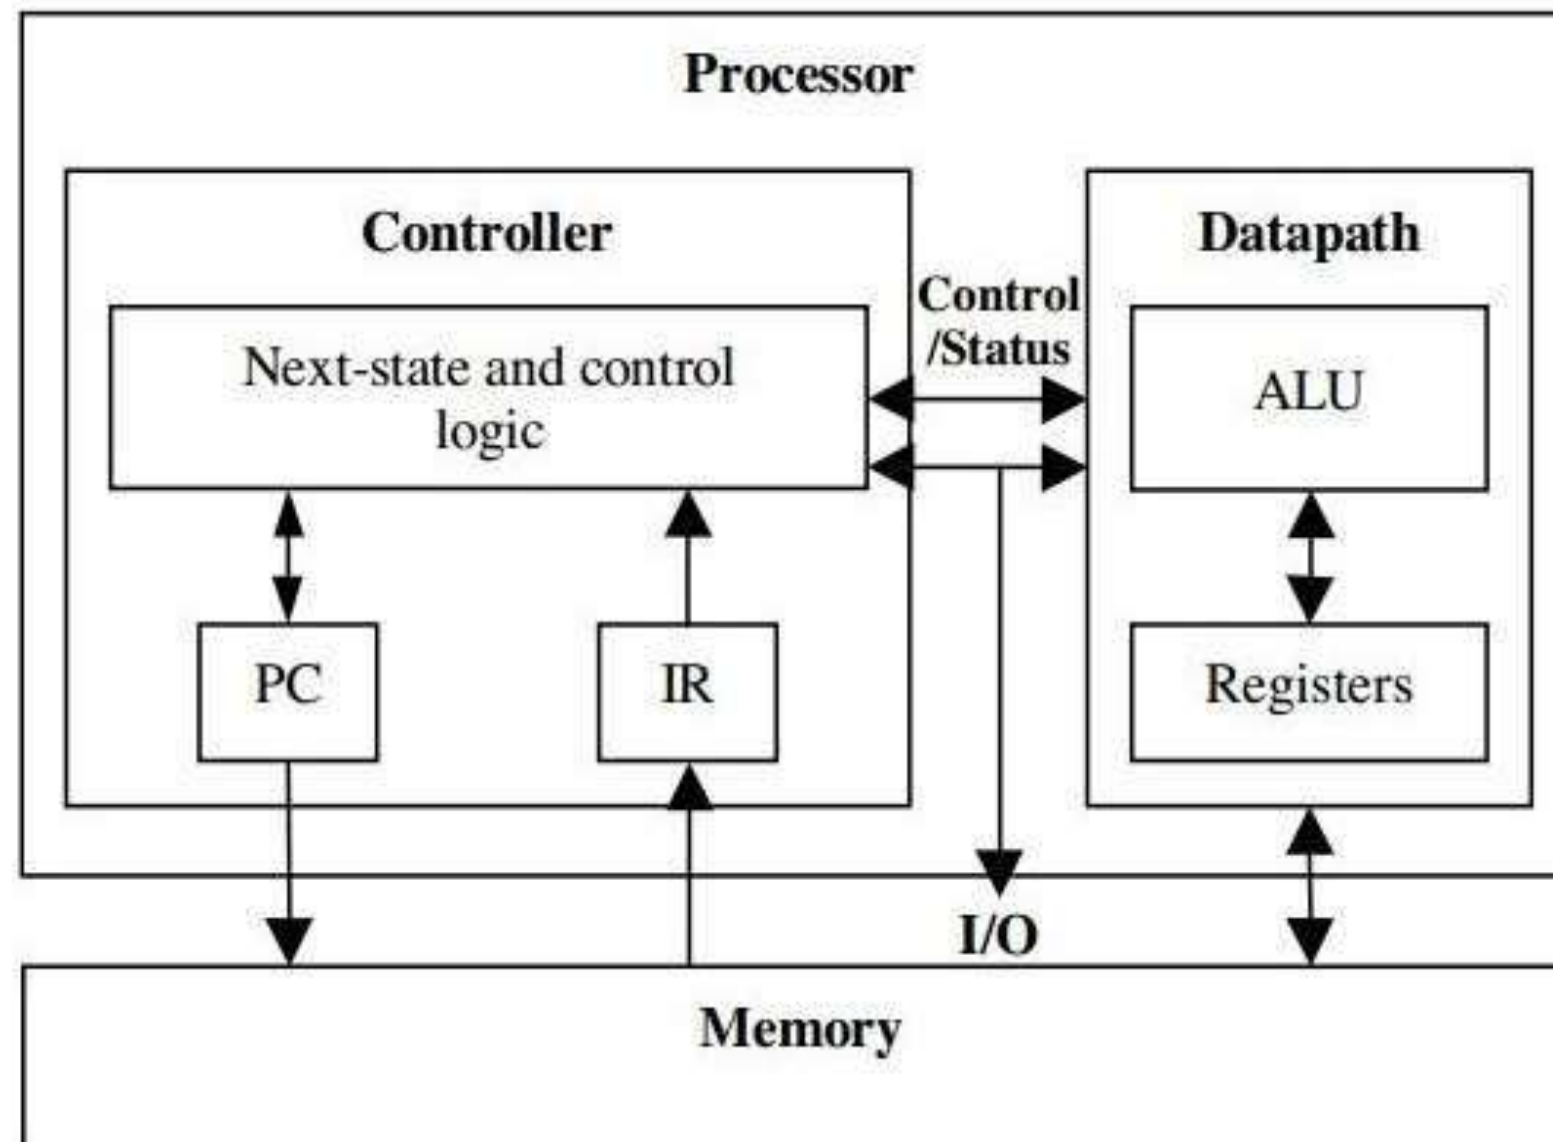 Processor
Controller
Datapath
Control
/Status
Next-state and control
logic
ALU
PC
IR
Registers
I/O
Memory